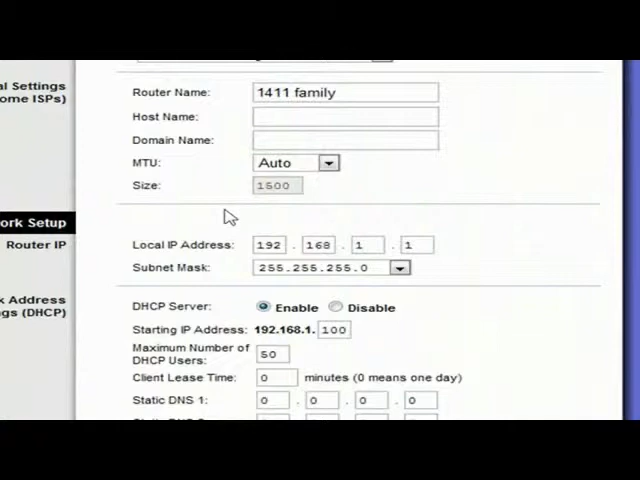 al Settings
ome ISPs)
Router Name: 1411 family
Host Name:
Domain Name:
MTU: Auto
Size: 1500
ork Setup
Router IP
Local IP Address: 192 . 168 . 1 . 1
Subnet Mask: 255.255.255.0
k Address
gs (DHCP)
DHCP Server: Enable Disable
Starting IP Address: 192.168.1. 100
Maximum Number of
DHCP Users: 50
Client Lease Time: 0 minutes (0 means one day)
Static DNS 1: 0 . 0 . 0 . 0